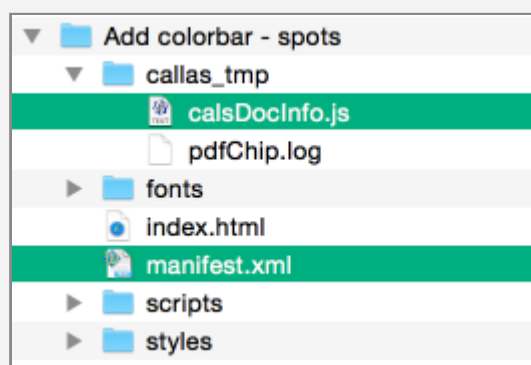 Add colorbar - spots
callas_tmp
calsDocInfo.js
pdfChip.log
fonts
index.html
manifest.xml
scripts
styles